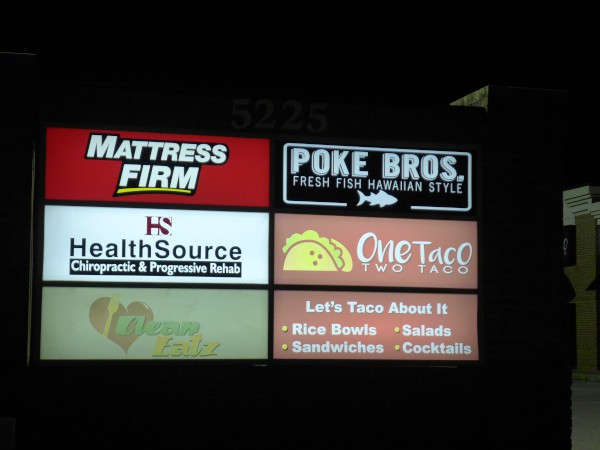 5225
MATTRESS
FIRM
POKE BROS.
FRESH FISH HAWAIIAN STYLE
HS
HealthSource
Chiropractic & Progressive Rehab
One Taco
TWO TACO
Clean
Eatz
Let's Taco About It
• Rice Bowls • Salads
• Sandwiches • Cocktails